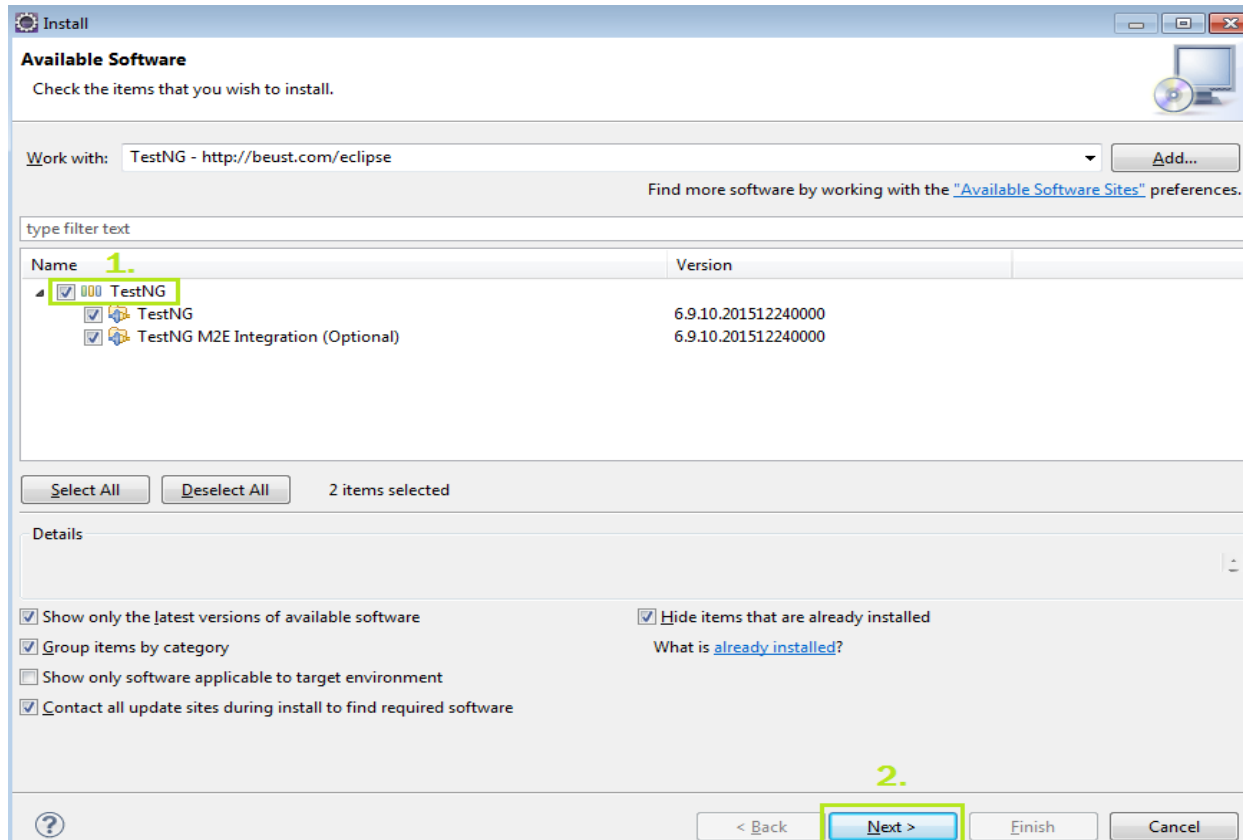 Install
Available Software
Check the items that you wish to install.
Work with: TestNG - http://beust.com/eclipse Add...
Find more software by working with the "Available Software Sites" preferences.
type filter text
Name 1. Version
TestNG
TestNG 6.9.10.201512240000
TestNG M2E Integration (Optional) 6.9.10.201512240000
Select All Deselect All 2 items selected
Details
Show only the latest versions of available software Hide items that are already installed
Group items by category What is already installed?
Show only software applicable to target environment
Contact all update sites during install to find required software
2.
? < Back Next > Finish Cancel